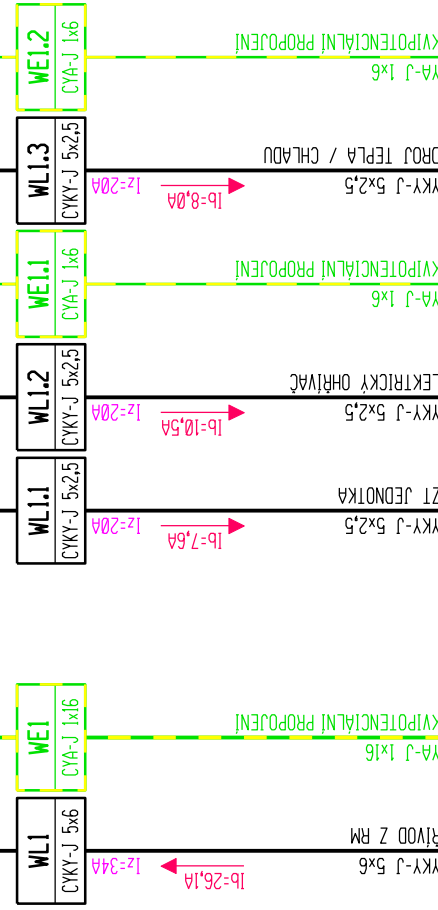 WE1.2
CYA-J 1x6
KVIPOTENCIÁLNÍ PROPOJENÍ
YA-J 1x6
WL1.3
CYKY-J 5x2,5
Iz=20A
Ib=8,0A
DROJ TEPLA / CHLADU
YKY-J 5x2,5
WE1.1
CYA-J 1x6
KVIPOTENCIÁLNÍ PROPOJENÍ
YA-J 1x6
WL1.2
CYKY-J 5x2,5
Iz=20A
Ib=10,5A
LEKTRICKÝ OHŘÍVAČ
YKY-J 5x2,5
WL1.1
CYKY-J 5x2,5
Iz=20A
Ib=7,6A
ZT JEDNOTKA
YKY-J 5x2,5
WE1
CYA-J 1x16
KVIPOTENCIÁLNÍ PROPOJENÍ
YA-J 1x16
WL1
CYKY-J 5x6
Iz=34A
Ib=26,1A
ŘÍVOD Z RM
YKY-J 5x6